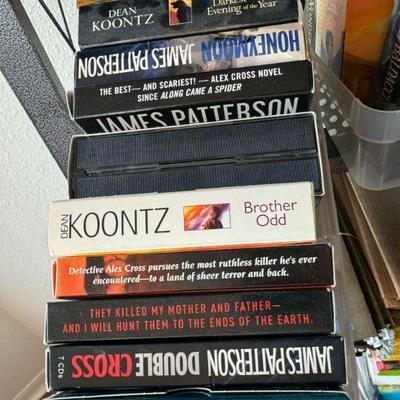 DEAN
KOONTZ
Darkest
Evening of the Year
HONEYMOON
JAMES PATTERSON
THE BEST— AND SCARIEST! — ALEX CROSS NOVEL
SINCE ALONG CAME A SPIDER
JAMES PATTERSON
DEAN
KOONTZ
Brother
Odd
Detective Alex Cross pursues the most ruthless killer he's ever
encountered—to a land of sheer terror and back.
THEY KILLED MY MOTHER AND FATHER—
AND I WILL HUNT THEM TO THE ENDS OF THE EARTH.
JAMES PATTERSON DOUBLE CROSS
7 CDs